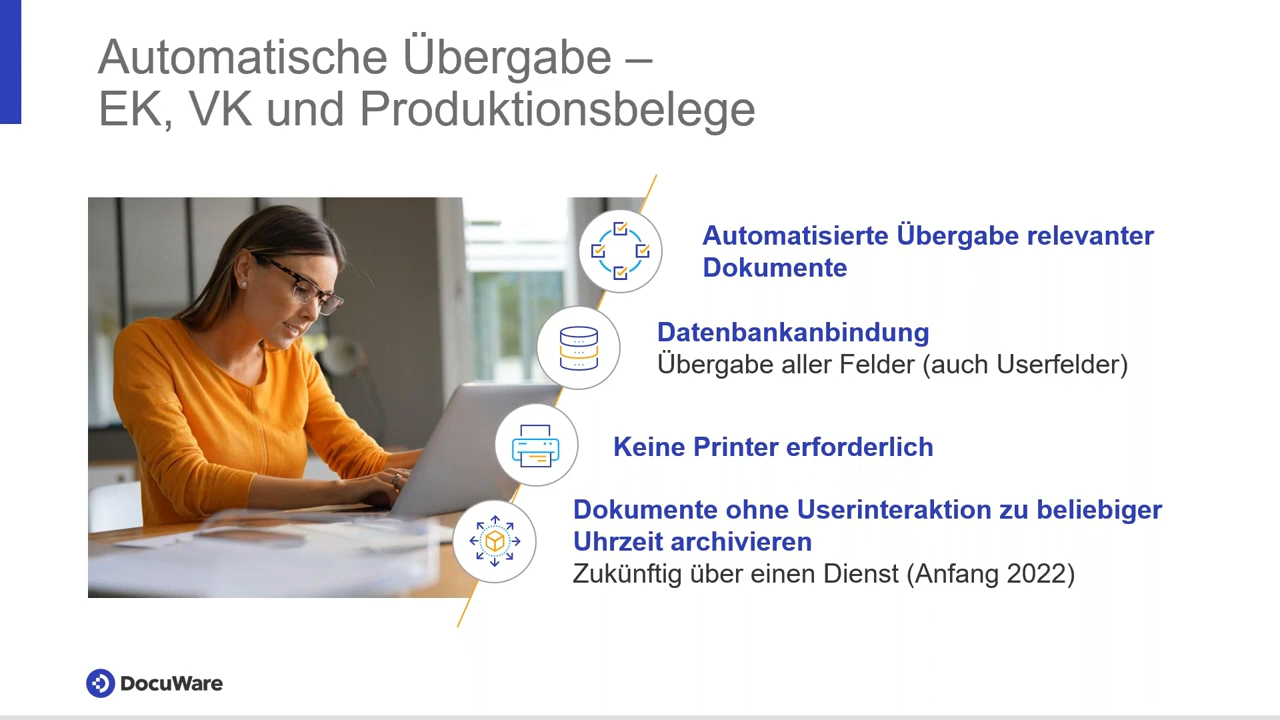 Automatische Übergabe –
EK, VK und Produktionsbelege
Automatisierte Übergabe relevanter
Dokumente
Datenbankanbindung
Übergabe aller Felder (auch Userfelder)
Keine Printer erforderlich
Dokumente ohne Userinteraktion zu beliebiger
Uhrzeit archivieren
Zukünftig über einen Dienst (Anfang 2022)
DocuWare